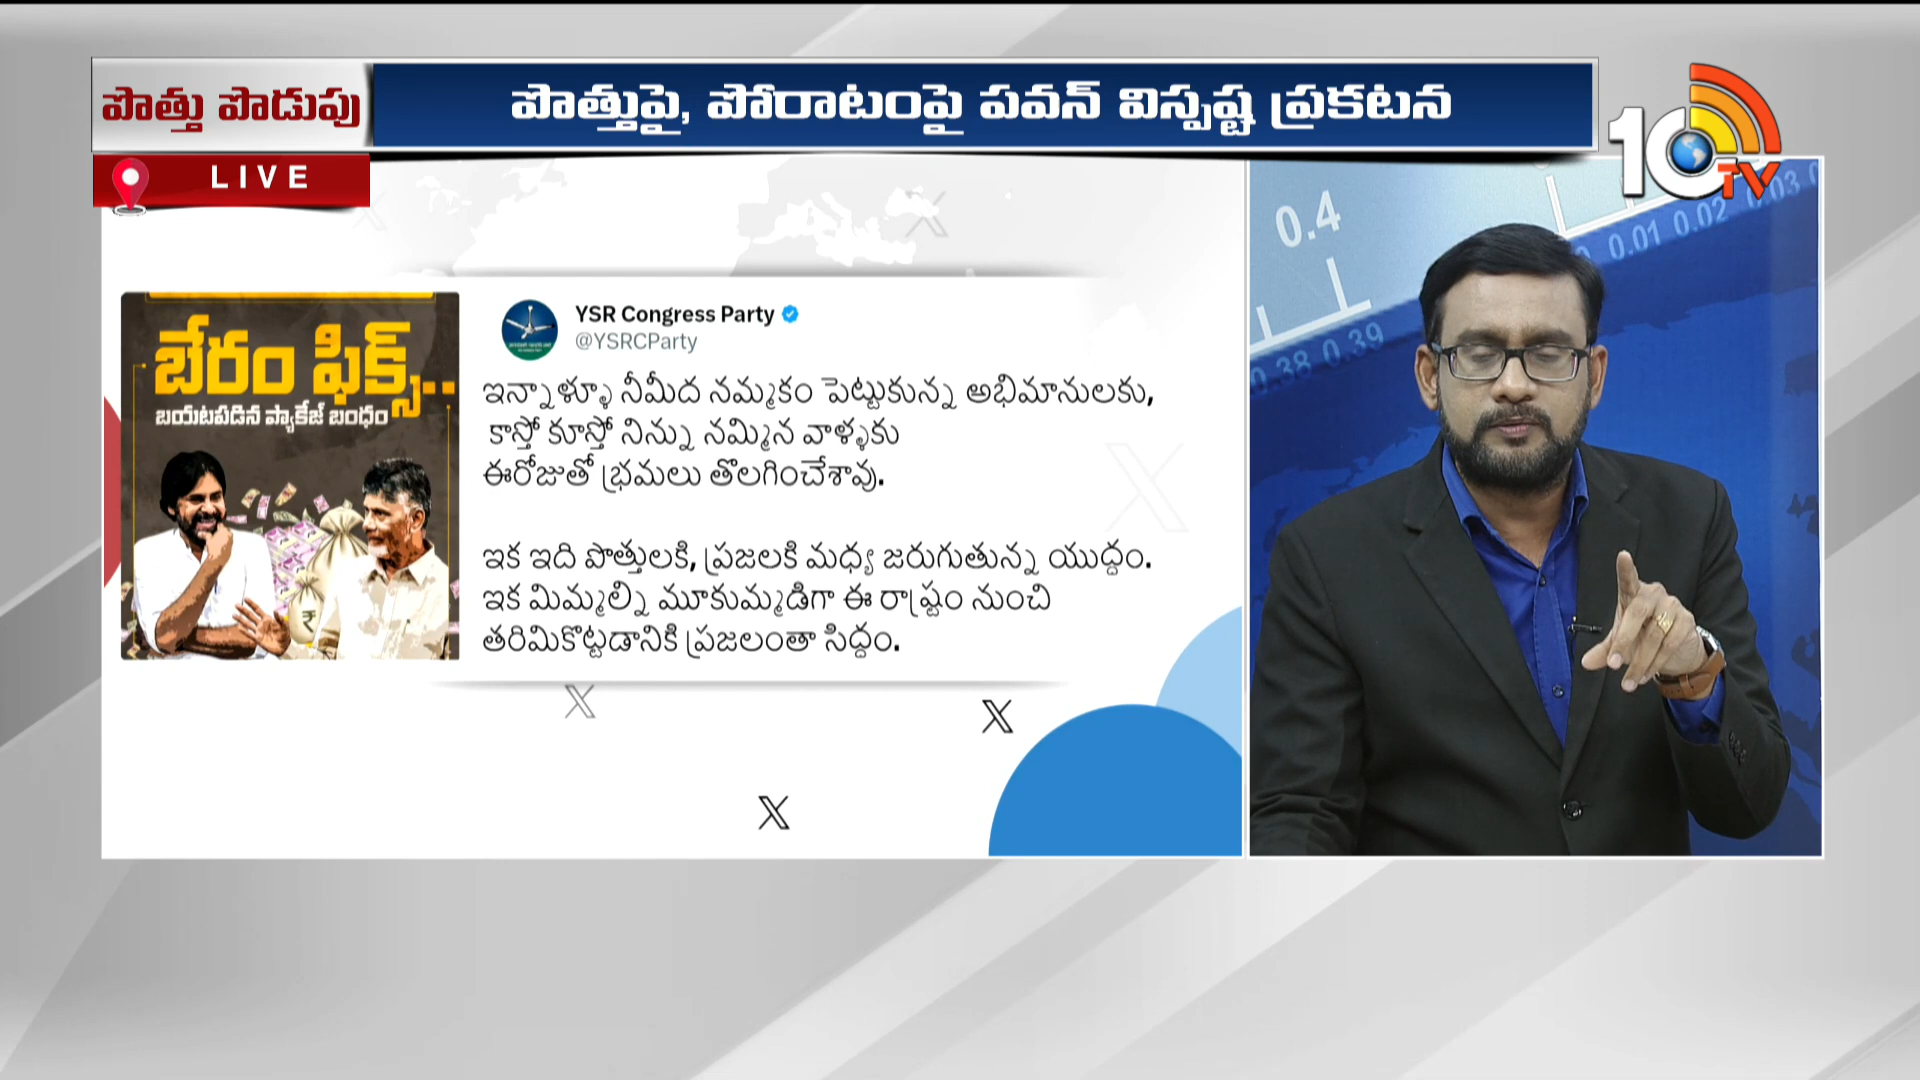 పొత్తు పొడుపు
పొత్తుపై, పోరాటంపై పవన్ విస్పష్ట ప్రకటన
10TV
LIVE
బేరం ఫిక్స్..
బయటపడిన ప్యాకేజ్ బంధం
YSR Congress Party
@YSRCParty
ఇన్నాళ్ళూ నీమీద నమ్మకం పెట్టుకున్న అభిమానులకు,
కాస్తో కూస్తో నిన్ను నమ్మిన వాళ్ళకు
ఈరోజుతో భ్రమలు తొలగించేశావు.
ఇక ఇది పొత్తులకి, ప్రజలకి మధ్య జరుగుతున్న యుద్ధం.
ఇక మిమ్మల్ని మూకుమ్మడిగా ఈ రాష్ట్రం నుంచి
తరిమికొట్టడానికి ప్రజలంతా సిద్ధం.
0.4
0.01 0.02 0.03
0.38 0.39